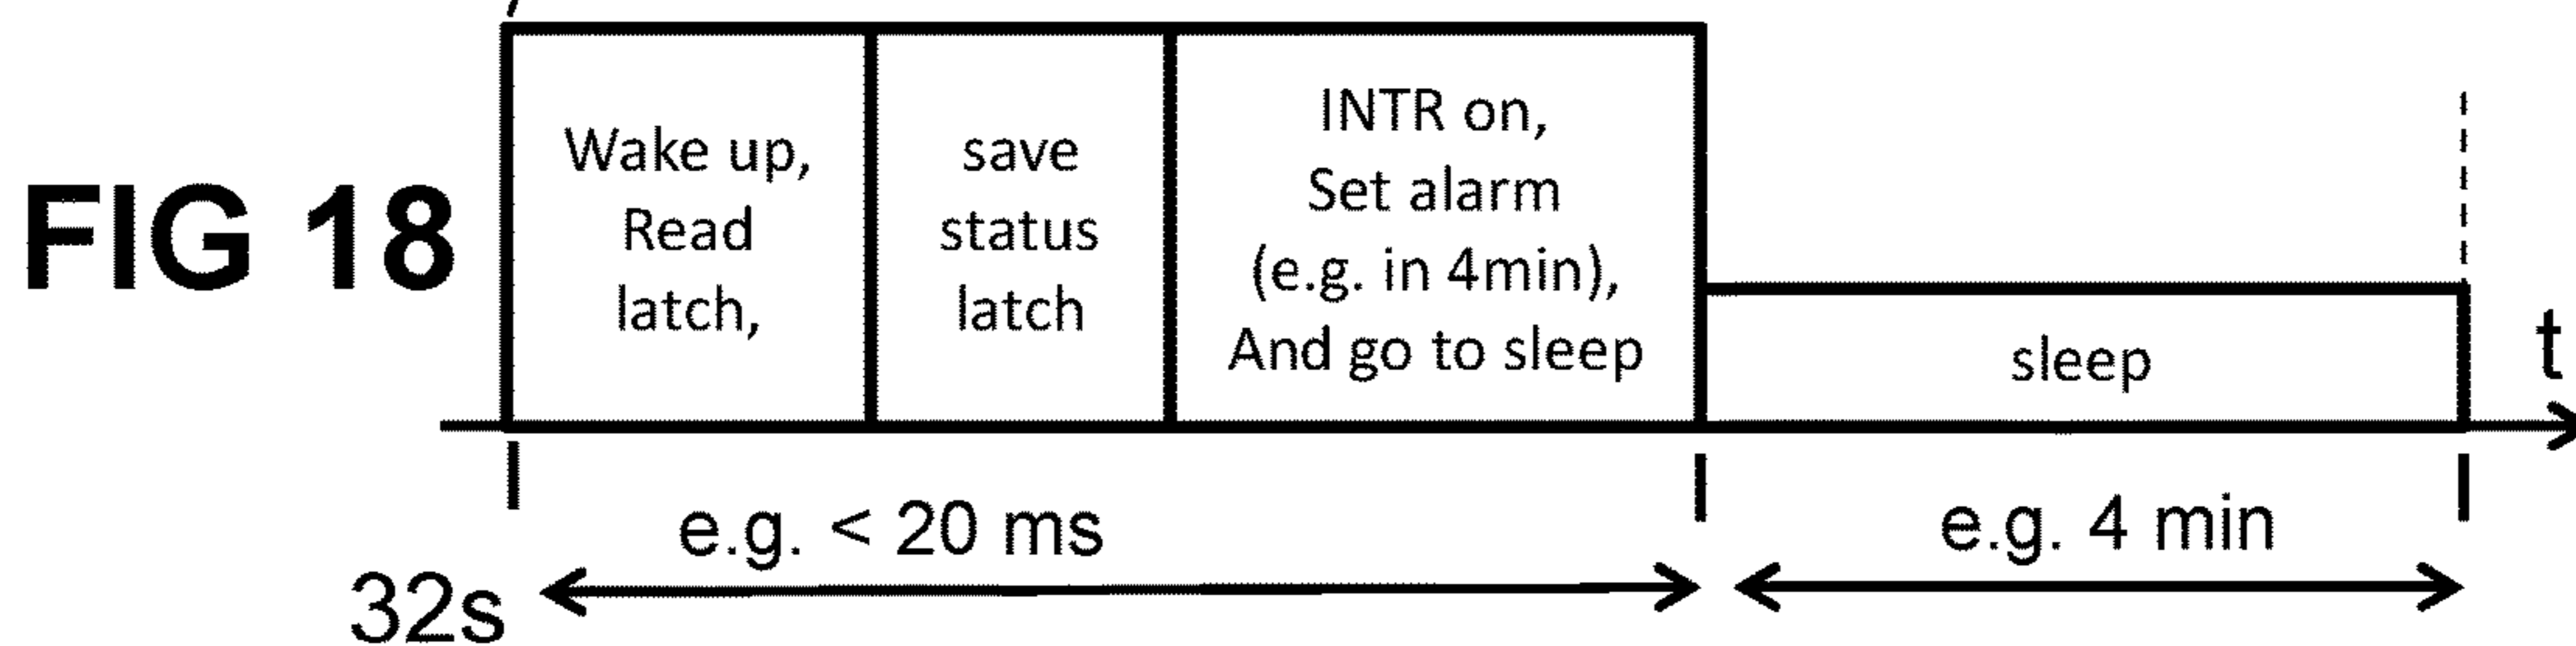 FIG 18
Wake up,
Read
latch,
save
status
latch
INTR on,
Set alarm
(e.g. in 4min),
And go to sleep
sleep
t
e.g. < 20 ms
e.g. 4 min
32s